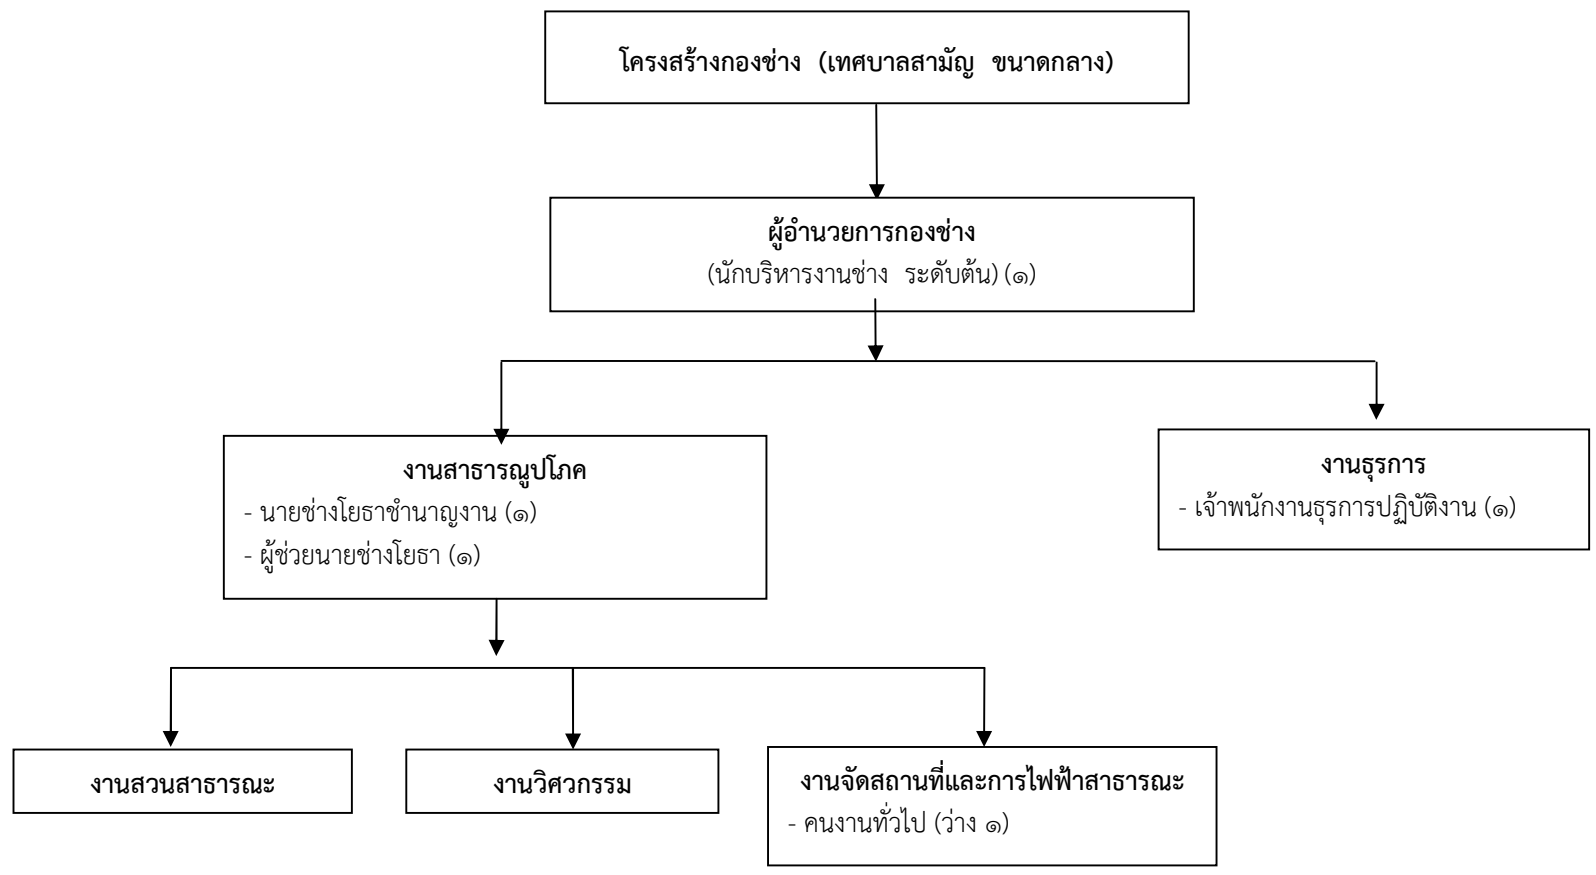 โครงสร้างกองช่าง (เทศบาลสามัญ ขนาดกลาง)
ผู้อำนวยการกองช่าง
(นักบริหารงานช่าง ระดับต้น) (๑)
งานสาธารณูปโภค
- นายช่างโยธาชำนาญงาน (๑)
- ผู้ช่วยนายช่างโยธา (๑)
งานธุรการ
- เจ้าพนักงานธุรการปฏิบัติงาน (๑)
งานสวนสาธารณะ
งานวิศวกรรม
งานจัดสถานที่และการไฟฟ้าสาธารณะ
- คนงานทั่วไป (ว่าง ๑)